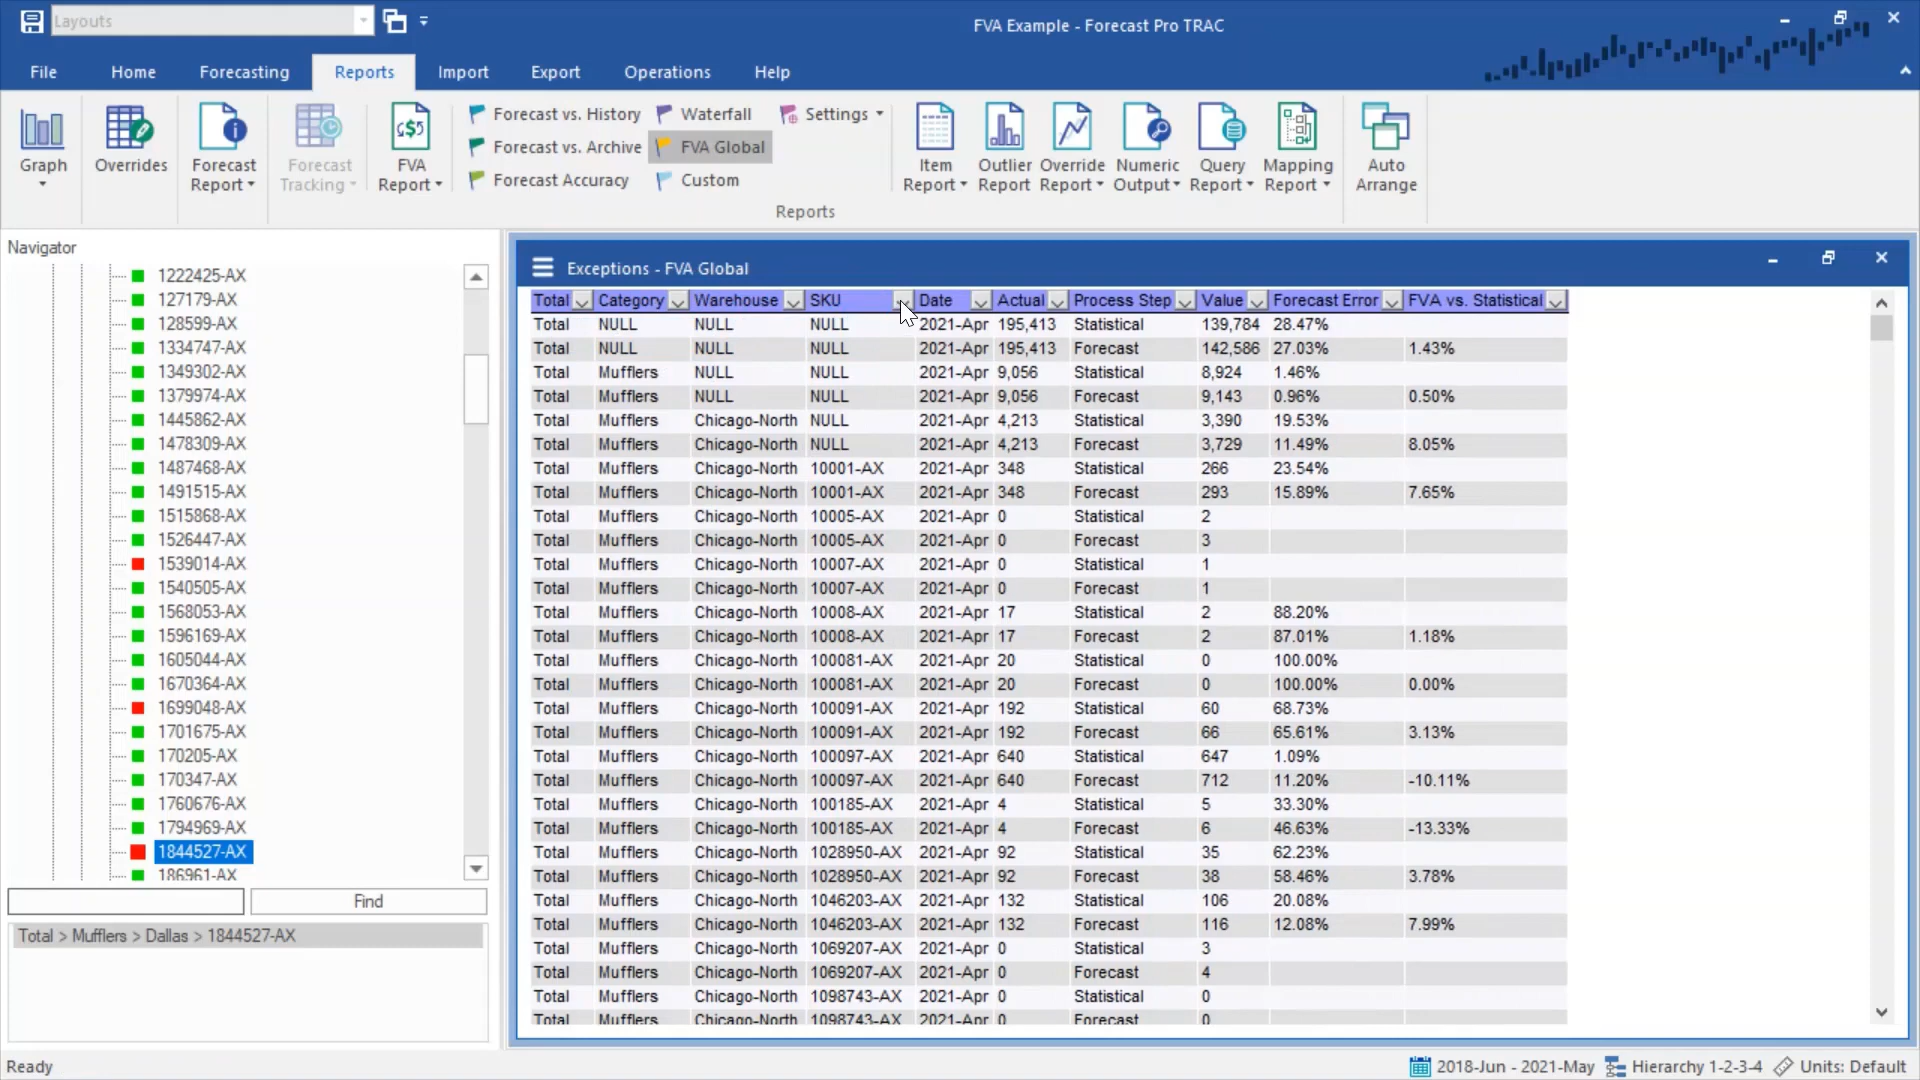 Layouts
FVA Example - Forecast Pro TRAC
File Home Forecasting Reports Import Export Operations Help
Graph
Overrides
Forecast Report
Forecast Tracking
FVA Report
Forecast vs. History
Forecast vs. Archive
Forecast Accuracy
Waterfall
FVA Global
Custom
Settings
Item Report
Outlier Report
Override Report
Numeric Output
Query Report
Mapping Report
Auto Arrange
Reports
Navigator
1222425-AX
127179-AX
128599-AX
1334747-AX
1349302-AX
1379974-AX
1445862-AX
1478309-AX
1487468-AX
1491515-AX
1515868-AX
1526447-AX
1539014-AX
1540505-AX
1568053-AX
1596169-AX
1605044-AX
1670364-AX
1699048-AX
1701675-AX
170205-AX
170347-AX
1760676-AX
1794969-AX
1844527-AX
186961-AX
Find
Total > Mufflers > Dallas > 1844527-AX
Exceptions - FVA Global
Total Category Warehouse SKU Date Actual Process Step Value Forecast Error FVA vs. Statistical
Total NULL NULL NULL 2021-Apr 195,413 Statistical 139,784 28.47%
Total NULL NULL NULL 2021-Apr 195,413 Forecast 142,586 27.03% 1.43%
Total Mufflers NULL NULL 2021-Apr 9,056 Statistical 8,924 1.46%
Total Mufflers NULL NULL 2021-Apr 9,056 Forecast 9,143 0.96% 0.50%
Total Mufflers Chicago-North NULL 2021-Apr 4,213 Statistical 3,390 19.53%
Total Mufflers Chicago-North NULL 2021-Apr 4,213 Forecast 3,729 11.49% 8.05%
Total Mufflers Chicago-North 10001-AX 2021-Apr 348 Statistical 266 23.54%
Total Mufflers Chicago-North 10001-AX 2021-Apr 348 Forecast 293 15.89% 7.65%
Total Mufflers Chicago-North 10005-AX 2021-Apr 0 Statistical 2
Total Mufflers Chicago-North 10005-AX 2021-Apr 0 Forecast 3
Total Mufflers Chicago-North 10007-AX 2021-Apr 0 Statistical 1
Total Mufflers Chicago-North 10007-AX 2021-Apr 0 Forecast 1
Total Mufflers Chicago-North 10008-AX 2021-Apr 17 Statistical 2 88.20%
Total Mufflers Chicago-North 10008-AX 2021-Apr 17 Forecast 2 87.01% 1.18%
Total Mufflers Chicago-North 100081-AX 2021-Apr 20 Statistical 0 100.00%
Total Mufflers Chicago-North 100081-AX 2021-Apr 20 Forecast 0 100.00% 0.00%
Total Mufflers Chicago-North 100091-AX 2021-Apr 192 Statistical 60 68.73%
Total Mufflers Chicago-North 100091-AX 2021-Apr 192 Forecast 66 65.61% 3.13%
Total Mufflers Chicago-North 100097-AX 2021-Apr 640 Statistical 647 1.09%
Total Mufflers Chicago-North 100097-AX 2021-Apr 640 Forecast 712 11.20% -10.11%
Total Mufflers Chicago-North 100185-AX 2021-Apr 4 Statistical 5 33.30%
Total Mufflers Chicago-North 100185-AX 2021-Apr 4 Forecast 6 46.63% -13.33%
Total Mufflers Chicago-North 1028950-AX 2021-Apr 92 Statistical 35 62.23%
Total Mufflers Chicago-North 1028950-AX 2021-Apr 92 Forecast 38 58.46% 3.78%
Total Mufflers Chicago-North 1046203-AX 2021-Apr 132 Statistical 106 20.08%
Total Mufflers Chicago-North 1046203-AX 2021-Apr 132 Forecast 116 12.08% 7.99%
Total Mufflers Chicago-North 1069207-AX 2021-Apr 0 Statistical 3
Total Mufflers Chicago-North 1069207-AX 2021-Apr 0 Forecast 4
Total Mufflers Chicago-North 1098743-AX 2021-Apr 0 Statistical 0
Total Mufflers Chicago-North 1098743-AX 2021-Apr 0 Forecast 0
Ready
2018-Jun - 2021-May Hierarchy 1-2-3-4 Units: Default